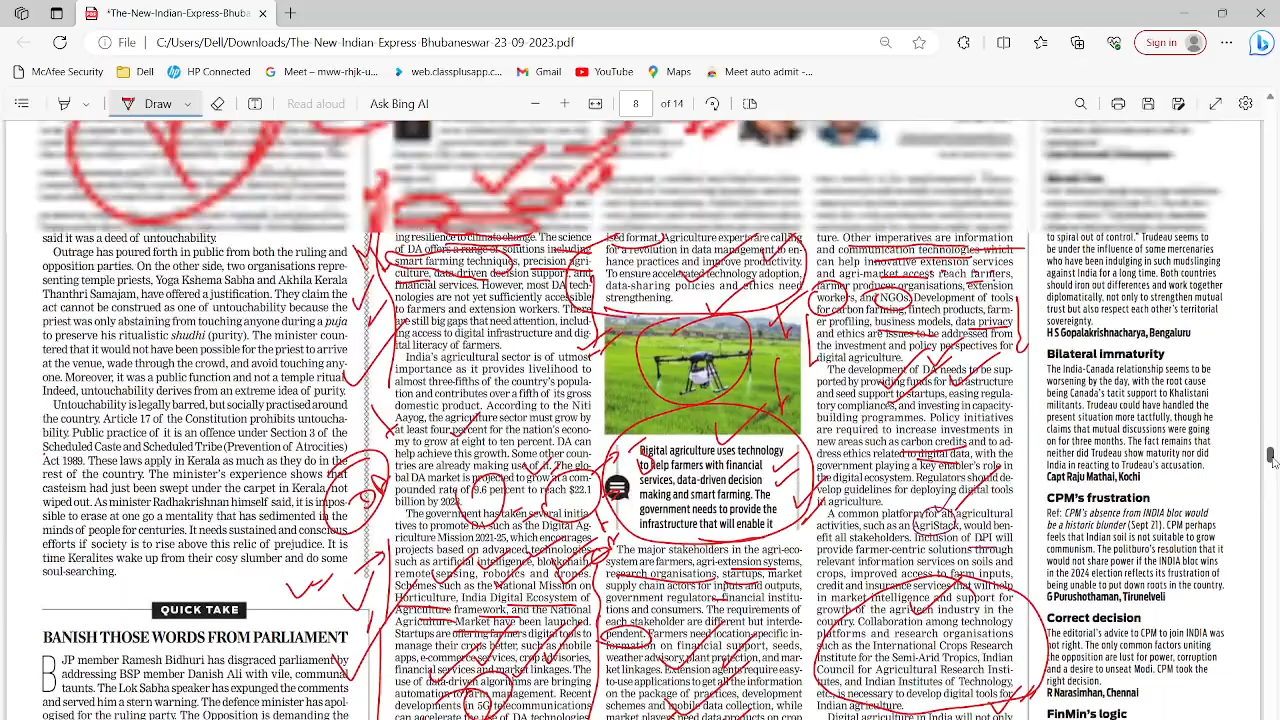 *The-New-Indian-Express-Bhuba
File
C:/Users/Dell/Downloads/The-New-Indian-Express-Bhubaneswar-23-09-2023.pdf
Sign in
McAfee Security
Dell
HP Connected
Meet – mvw-rhjk-u...
web.classplusapp.c...
Gmail
YouTube
Maps
Meet auto admit -...
Draw
Read aloud
Ask Bing AI
8
of 14
said it was a deed of untouchability.
Outrage has poured forth in public from both the ruling and
opposition parties. On the other side, two organisations repre-
senting temple priests, Yoga Kshema Sabha and Akhila Kerala
Thanthri Samajam, have offered a justification. They claim the
act cannot be construed as one of untouchability because the
priest was only abstaining from touching anyone during a puja
to preserve his ritualistic shudhi (purity). The minister coun-
tered that it would not have been possible for the priest to arrive
at the venue, wade through the crowd, and avoid touching any-
one. Moreover, it was a public function and not a temple ritual.
Indeed, untouchability derives from an extreme idea of purity.
Untouchability is legally barred, but socially practised around
the country. Article 17 of the Constitution prohibits untoucha-
bility. Public practice of it is an offence under Section 3 of the
Scheduled Caste and Scheduled Tribe (Prevention of Atrocities)
Act 1989. These laws apply in Kerala as much as they do in the
rest of the country. The minister's experience shows that
casteism had just been swept under the carpet in Kerala, not
wiped out. As minister Radhakrishnan himself said, it is impos-
sible to erase at one go a mentality that has sedimented in the
minds of people for centuries. It needs sustained and conscious
efforts if society is to rise above this relic of prejudice. It is
time Keralites wake up from their cosy slumber and do some
soul-searching.
QUICK TAKE
BANISH THOSE WORDS FROM PARLIAMENT
BJP member Ramesh Bidhuri has disgraced parliament by
addressing BSP member Danish Ali with vile, communal
taunts. The Lok Sabha speaker has expunged the comments
and served him a stern warning. The defence minister has apol-
ogised for the ruling party. The Opposition is demanding the
ing resilience to climate change. The science
of DA offers a range of solutions including
smart farming techniques, precision agri-
culture, data-driven decision support and
financial services. However, most DA tech-
nologies are not yet sufficiently accessible
to farmers and extension workers. There
are still big gaps that need attention, includ-
ing access to digital infrastructure and dig-
ital literacy of farmers.
India's agricultural sector is of utmost
importance as it provides livelihood to
almost three-fifths of the country's popula-
tion and contributes over a fifth of its gross
domestic product. According to the Niti
Aayog, the agriculture sector must grow by
at least four percent for the nation's econo-
my to grow at eight to ten percent. DA can
help achieve this growth. Some other coun-
tries are already making use of it. The glo-
bal DA market is projected to grow in a com-
pounded rate of 9.6 percent to reach $22.1
billion by 2028.
The government has taken several initia-
tives to promote DA such as the Digital Ag-
riculture Mission 2021-25, which encourages
projects based on advanced technologies
such as artificial intelligence, blockchain,
remote sensing, robotics and drones.
Schemes such as the National Mission on
Horticulture, India Digital Ecosystem of
Agriculture framework, and the National
Agriculture Market have been launched.
Startups are offering farmers digital tools to
manage their crops better, such as mobile
apps, e-commerce services, crop advisories,
financial services and market linkages. The
use of data-driven algorithms are bringing
automation to farm management. Recent
developments in 5G telecommunications
can accelerate the use of DA technologies
ised format. Agriculture experts are calling
for a revolution in data management to en-
hance practices and improve productivity.
To ensure accelerated technology adoption,
data-sharing policies and ethics need
strengthening.
Digital agriculture uses technology
to help farmers with financial
services, data-driven decision
making and smart farming. The
government needs to provide the
infrastructure that will enable it
The major stakeholders in the agri-eco-
system are farmers, agri-extension systems,
research organisations, startups, market
supply chain actors, input and outputs,
government regulators, financial institu-
tions and consumers. The requirements of
each stakeholder are different but interde-
pendent. Farmers need location-specific in-
formation on financial support, seeds,
weather advisory, plant protection, and mar-
ket linkages. Extension agents require easy-
to-use applications to get all the information
on the package of practices, development
schemes and mobile data collection, while
market players need data products on crop
ture. Other imperatives are information
and communication technologies which
can help innovative extension services
and agri-market access reach farmers,
farmer producer organisations, extension
workers, and NGOs. Development of tools
for carbon farming, fintech products, farm-
er profiling, business models, data privacy
and ethics are issues to be addressed from
the investment and policy perspectives for
digital agriculture.
The development of DA needs to be sup-
ported by providing funds for infrastructure
and seed support to startups, easing regula-
tory compliances, and investing in capacity-
building programmes. Policy initiatives
are required to increase investments in
new areas such as carbon credits and to ad-
dress ethics related to digital data, with the
government playing a key enabler's role in
the digital ecosystem. Regulators should de-
velop guidelines for deploying digital tools
in agriculture.
A common platform for all agricultural
activities, such as an AgriStack, would ben-
efit all stakeholders. Inclusion of DPI will
provide farmer-centric solutions through
relevant information services on soils and
crops, improved access to farm inputs,
credit and insurance services and with help
in market intelligence and support for
growth of the agritech industry in the
country. Collaboration among technology
platforms and research organisations
such as the International Crops Research
Institute for the Semi-Arid Tropics, Indian
Council for Agricultural Research Insti-
tutes, and Indian Institutes of Technology,
etc, is necessary to develop digital tools for
Indian agriculture.
Digital agriculture in India will not only
to spiral out of control." Trudeau seems to
be under the influence of some mercenaries
who have been indulging in such mudslinging
against India for a long time. Both countries
should iron out differences and work together
diplomatically, not only to strengthen mutual
trust but also respect each other's territorial
sovereignty.
H S Gopalakrishnacharya, Bengaluru
Bilateral immaturity
The India-Canada relationship seems to be
worsening by the day, with the root cause
being Canada's tacit support to Khalistani
militants. Trudeau could have handled the
present situation more tactfully, though he
claims that mutual discussions were going
on for three months. The fact remains that
neither did Trudeau show maturity nor did
India in reacting to Trudeau's accusation.
Capt Raju Mathai, Kochi
CPM's frustration
Ref: CPM's absence from INDIA bloc would
be a historic blunder (Sept 21). CPM perhaps
feels that Indian soil is not suitable to grow
communism. The politburo's resolution that it
would not share power if the INDIA bloc wins
in the 2024 election reflects its frustration of
being unable to put down roots in the country.
G Purushothaman, Tirunelveli
Correct decision
The editorial's advice to CPM to join INDIA was
not right. The only common factors uniting
the opposition are lust for power, corruption
and a desire to unseat Modi. CPM took the
right decision.
R Narasimhan, Chennai
FinMin's logic